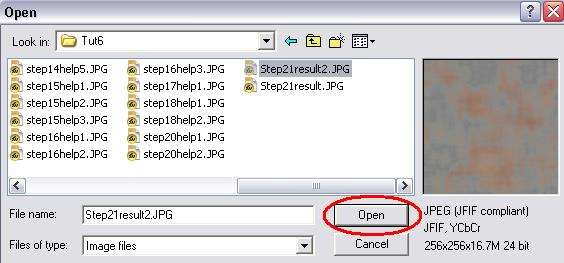 Open
Look in: Tut6
step14help5.JPG step16help3.JPG Step21result2.JPG
step15help1.JPG step17help1.JPG Step21result.JPG
step15help2.JPG step18help1.JPG
step15help3.JPG step18help2.JPG
step16help1.JPG step20help1.JPG
step16help2.JPG step20help2.JPG
File name: Step21result2.JPG Open
Files of type: Image files Cancel
JPEG (JFIF compliant)
JFIF, YCbCr
256x256x16.7M 24 bit